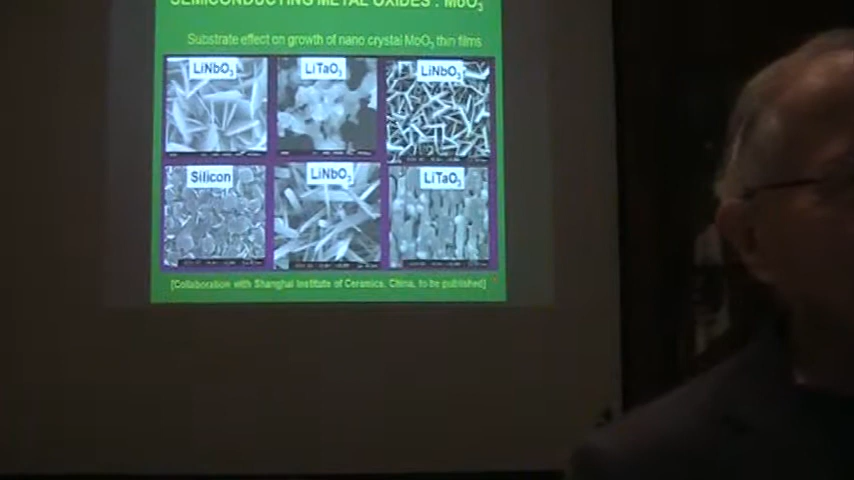 SEMICONDUCTING METAL OXIDES : MoO₃
Substrate effect on growth of nano crystal MoO₃ thin films
LiNbO₃ LiTaO₃ LiNbO₃
Silicon LiNbO₃ LiTaO₃
[Collaboration with Shanghai Institute of Ceramics, China, to be published]